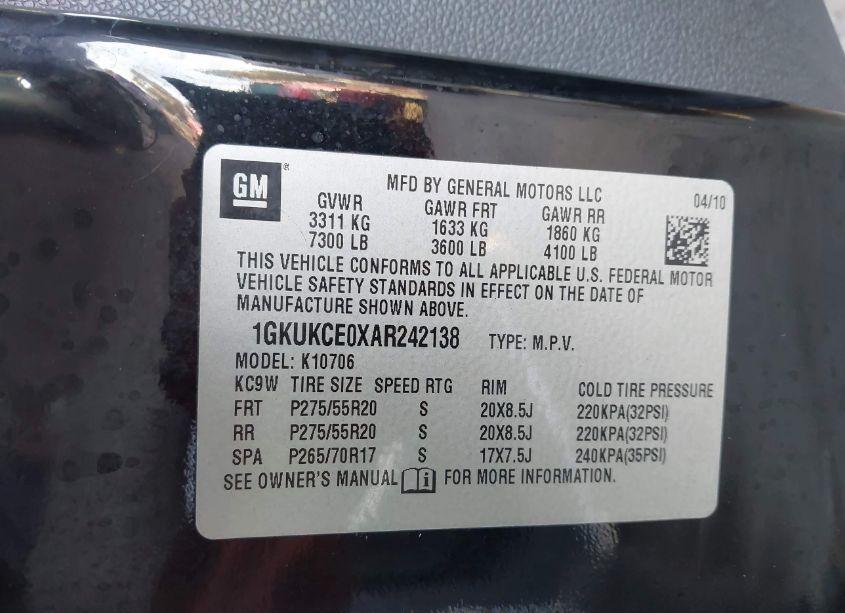 GM ®
MFD BY GENERAL MOTORS LLC
04/10
GVWR GAWR FRT GAWR RR
3311 KG 1633 KG 1860 KG
7300 LB 3600 LB 4100 LB
THIS VEHICLE CONFORMS TO ALL APPLICABLE U.S. FEDERAL MOTOR
VEHICLE SAFETY STANDARDS IN EFFECT ON THE DATE OF
MANUFACTURE SHOWN ABOVE.
1GKUKCE0XAR242138 TYPE: M.P.V.
MODEL: K10706
KC9W TIRE SIZE SPEED RTG RIM COLD TIRE PRESSURE
FRT P275/55R20 S 20X8.5J 220KPA(32PSI)
RR P275/55R20 S 20X8.5J 220KPA(32PSI)
SPA P265/70R17 S 17X7.5J 240KPA(35PSI)
SEE OWNER'S MANUAL i FOR MORE INFORMATION.